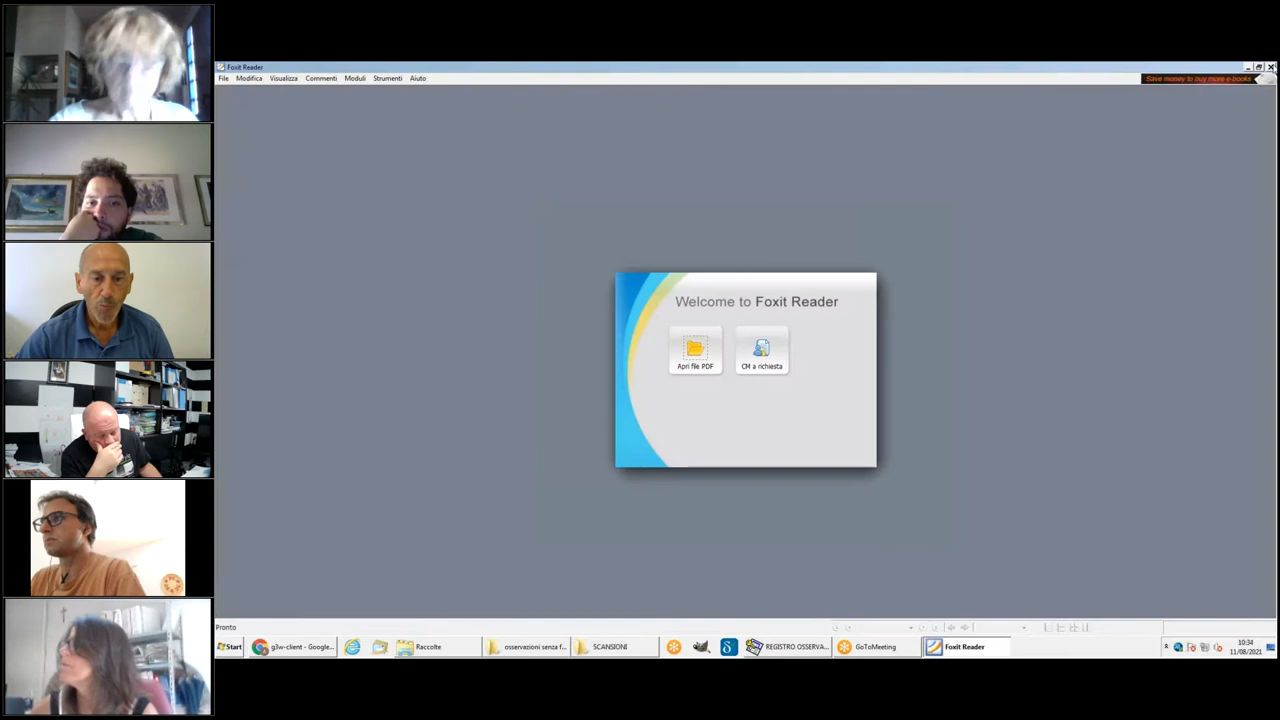 Foxit Reader
File Modifica Visualizza Commenti Moduli Strumenti Aiuto
Save money to buy more e-books
Welcome to Foxit Reader
Apri file PDF
CM a richiesta
Pronto
Start
g3w-client - Google...
Raccolte
osservazioni senza f...
SCANSIONI
REGISTRO OSSERVA...
GoToMeeting
Foxit Reader
10:34
11/08/2021